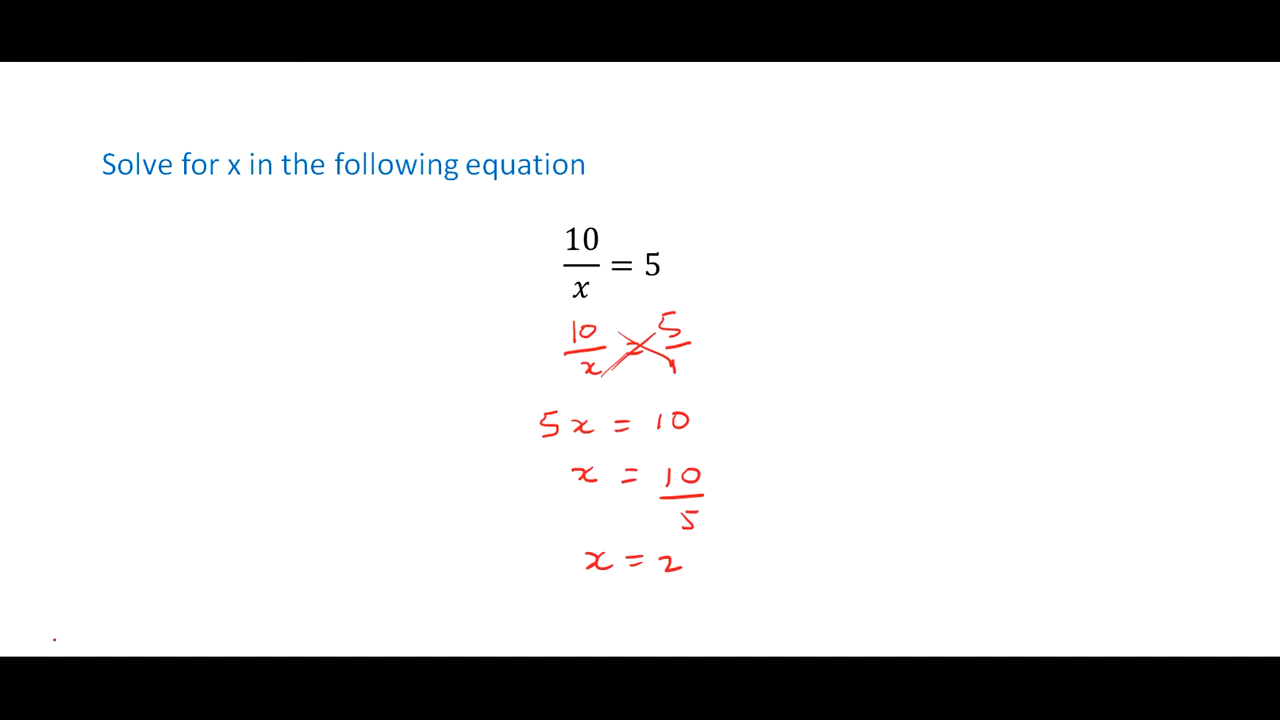 Solve for x in the following equation
10/x = 5
10/x = 5/1
5x = 10
x = 10/5
x = 2